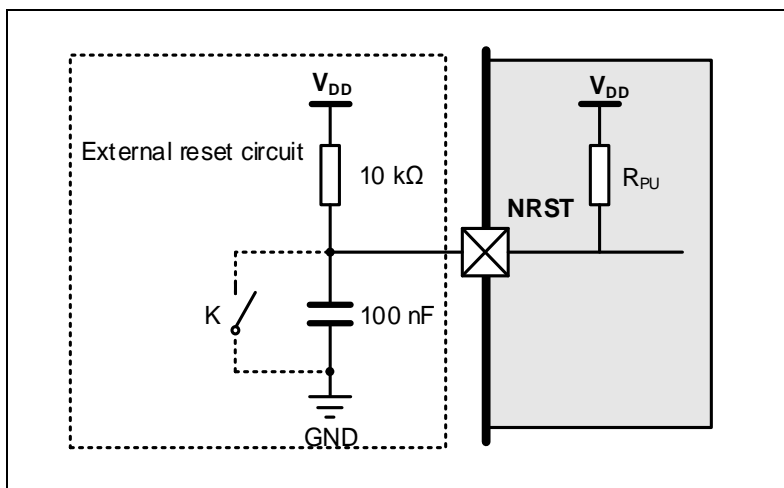 V_DD
V_DD
External reset circuit
10 kΩ
R_PU
NRST
K
100 nF
GND